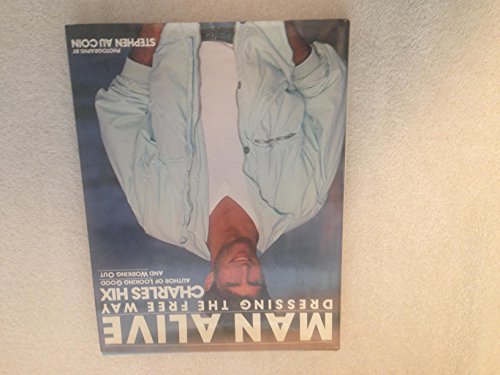 MAN ALIVE
DRESSING THE FREE WAY
CHARLES HIX
AUTHOR OF LOOKING GOOD
AND WORKING OUT
PHOTOGRAPHS BY
STEPHEN AU COIN